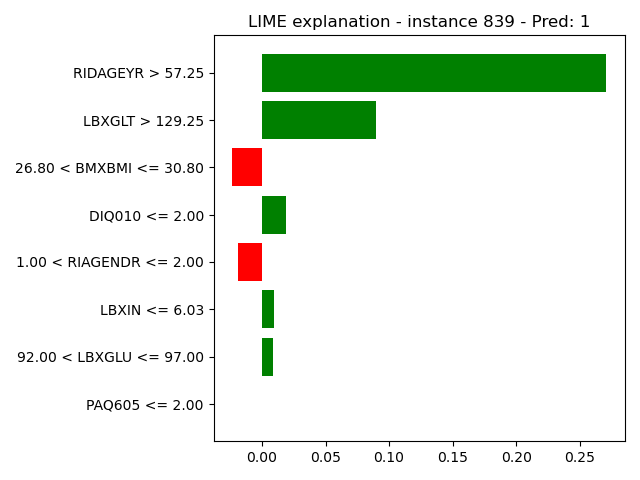 LIME explanation - instance 839 - Pred: 1
RIDAGEYR > 57.25
LBXGLT > 129.25
26.80 < BMXBMI <= 30.80
DIQ010 <= 2.00
1.00 < RIAGENDR <= 2.00
LBXIN <= 6.03
92.00 < LBXGLU <= 97.00
PAQ605 <= 2.00
0.00 0.05 0.10 0.15 0.20 0.25